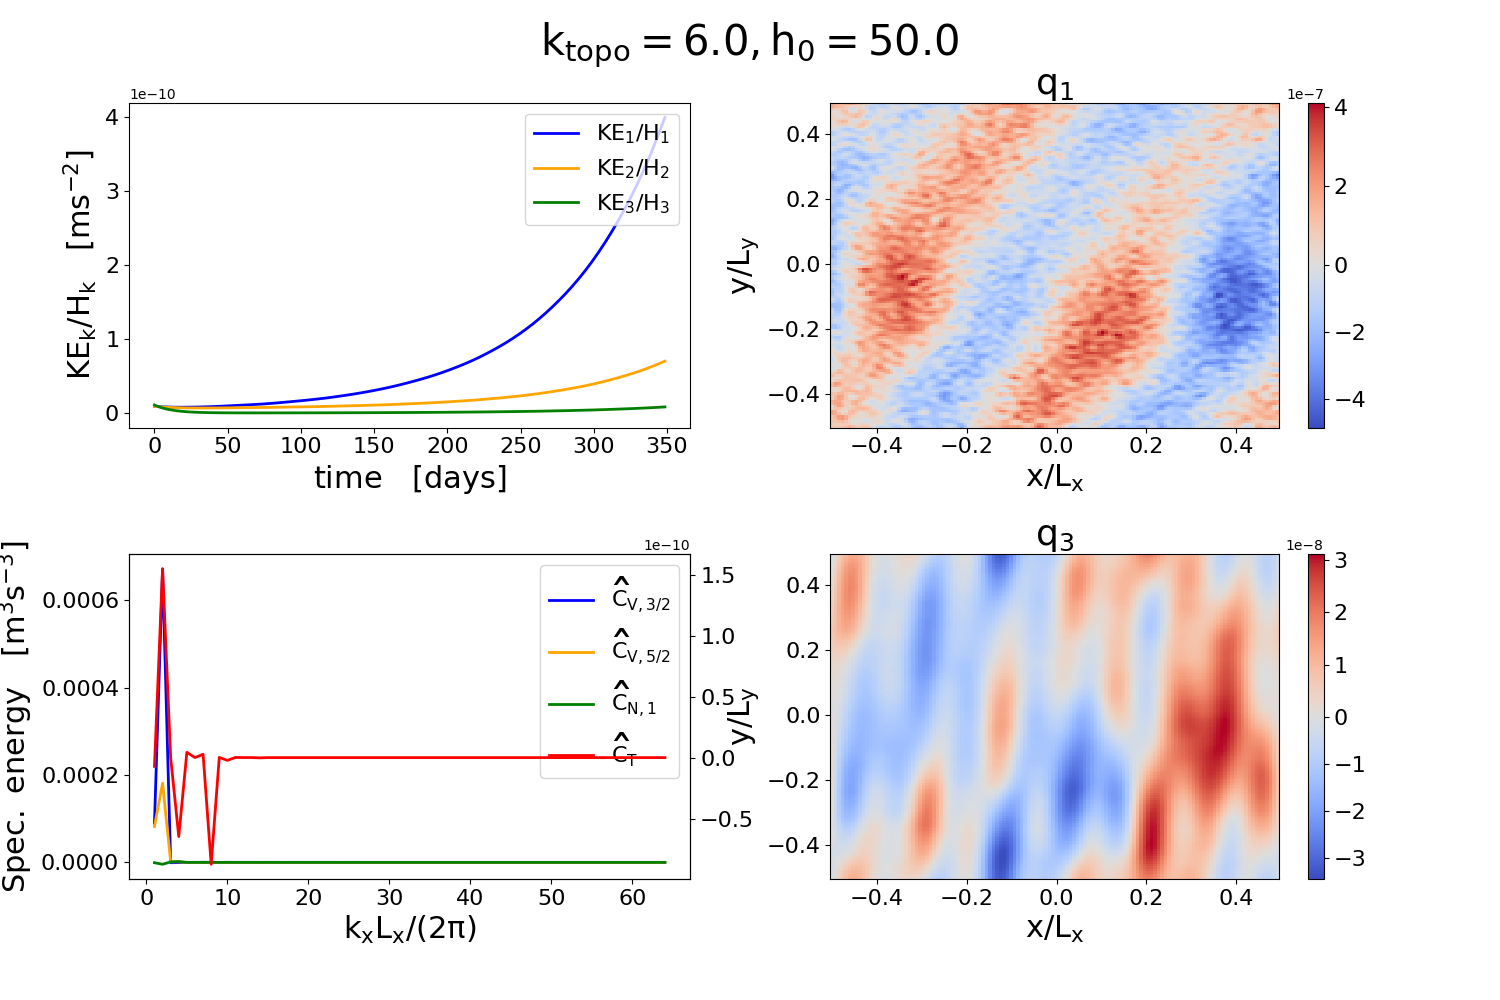 k_topo = 6.0, h_0 = 50.0
1e−10
4
3
2
1
0
KE_k/H_k [ms^−2]
KE_1/H_1
KE_2/H_2
KE_3/H_3
0 50 100 150 200 250 300 350
time [days]
q_1
0.4
0.2
0.0
−0.2
−0.4
y/L_y
−0.4 −0.2 0.0 0.2 0.4
x/L_x
1e−7
4
2
0
−2
−4
Spec. energy [m^3s^−3]
0.0006
0.0004
0.0002
0.0000
1e−10
1.5
1.0
0.5
0.0
−0.5
Ĉ_V, 3/2
Ĉ_V, 5/2
Ĉ_N, 1
Ĉ_T
0 10 20 30 40 50 60
k_xL_x/(2π)
q_3
y/L_y
0.4
0.2
0.0
−0.2
−0.4
−0.4 −0.2 0.0 0.2 0.4
x/L_x
1e−8
3
2
1
0
−1
−2
−3